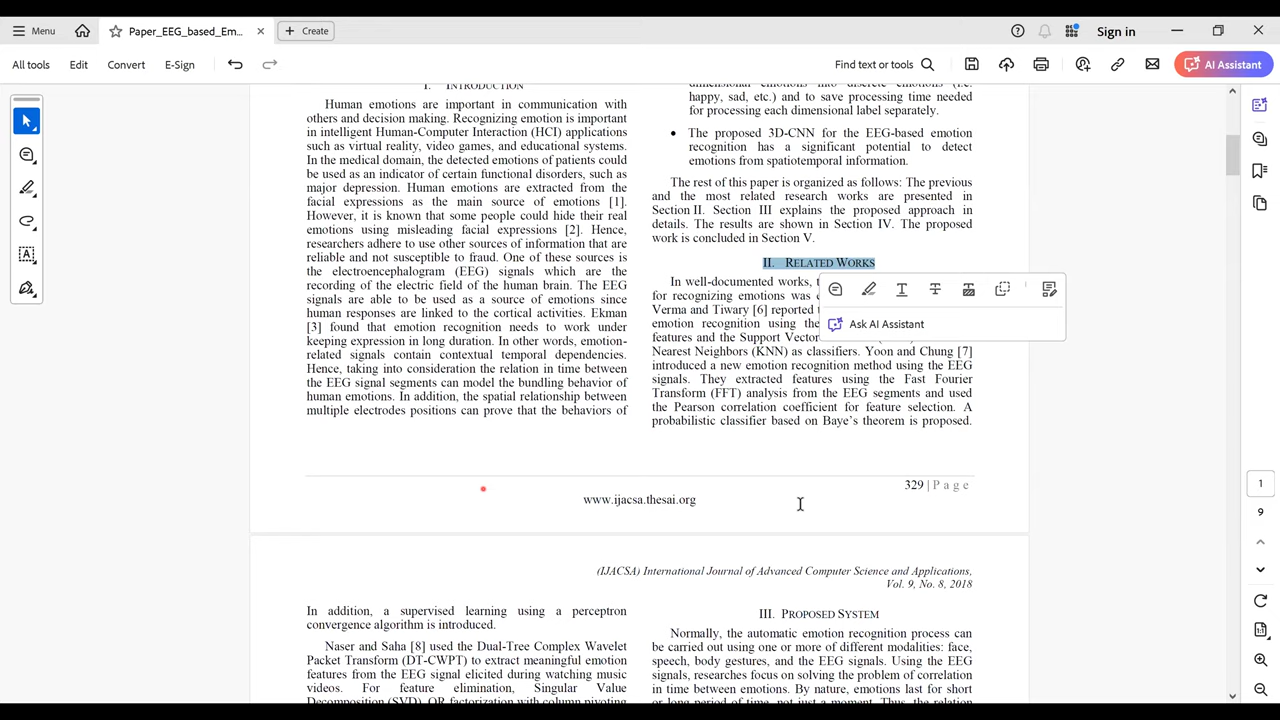 Menu
Paper_EEG_based_Em...
Create
Sign in
All tools
Edit
Convert
E-Sign
Find text or tools
AI Assistant
I. INTRODUCTION
Human emotions are important in communication with
others and decision making. Recognizing emotion is important
in intelligent Human-Computer Interaction (HCI) applications
such as virtual reality, video games, and educational systems.
In the medical domain, the detected emotions of patients could
be used as an indicator of certain functional disorders, such as
major depression. Human emotions are extracted from the
facial expressions as the main source of emotions [1].
However, it is known that some people could hide their real
emotions using misleading facial expressions [2]. Hence,
researchers adhere to use other sources of information that are
reliable and not susceptible to fraud. One of these sources is
the electroencephalogram (EEG) signals which are the
recording of the electric field of the human brain. The EEG
signals are able to be used as a source of emotions since
human responses are linked to the cortical activities. Ekman
[3] found that emotion recognition needs to work under
keeping expression in long duration. In other words, emotion-
related signals contain contextual temporal dependencies.
Hence, taking into consideration the relation in time between
the EEG signal segments can model the bundling behavior of
human emotions. In addition, the spatial relationship between
multiple electrodes positions can prove that the behaviors of
dimensional emotions into discrete emotions (i.e.
happy, sad, etc.) and to save processing time needed
for processing each dimensional label separately.
• The proposed 3D-CNN for the EEG-based emotion
recognition has a significant potential to detect
emotions from spatiotemporal information.
The rest of this paper is organized as follows: The previous
and the most related research works are presented in
Section II. Section III explains the proposed approach in
details. The results are shown in Section IV. The proposed
work is concluded in Section V.
II. RELATED WORKS
In well-documented works,
for recognizing emotions was
Verma and Tiwary [6] reported
emotion recognition using the
features and the Support Vector
Nearest Neighbors (KNN) as classifiers. Yoon and Chung [7]
introduced a new emotion recognition method using the EEG
signals. They extracted features using the Fast Fourier
Transform (FFT) analysis from the EEG segments and used
the Pearson correlation coefficient for feature selection. A
probabilistic classifier based on Baye's theorem is proposed.
Ask AI Assistant
329 | P a g e
www.ijacsa.thesai.org
(IJACSA) International Journal of Advanced Computer Science and Applications,
Vol. 9, No. 8, 2018
In addition, a supervised learning using a perceptron
convergence algorithm is introduced.
Naser and Saha [8] used the Dual-Tree Complex Wavelet
Packet Transform (DT-CWPT) to extract meaningful emotion
features from the EEG signal elicited during watching music
videos. For feature elimination, Singular Value
Decomposition (SVD), QR factorization with column pivoting
III. PROPOSED SYSTEM
Normally, the automatic emotion recognition process can
be carried out using one or more of different modalities: face,
speech, body gestures, and the EEG signals. Using the EEG
signals, researches focus on solving the problem of correlation
in time between emotions. By nature, emotions last for short
or long period of time, not just a moment. Thus, the relation
1
9